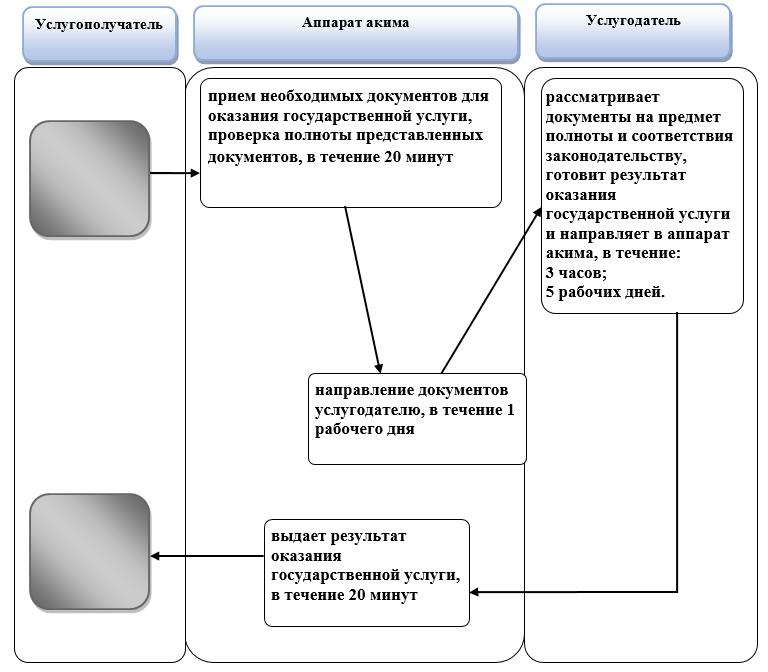 Услугополучатель
Аппарат акима
Услугодатель
прием необходимых документов для
оказания государственной услуги,
проверка полноты представленных
документов, в течение 20 минут
рассматривает
документы на предмет
полноты и соответствия
законодательству,
готовит результат
оказания
государственной услуги
и направляет в аппарат
акима, в течение:
3 часов;
5 рабочих дней.
направление документов
услугодателю, в течение 1
рабочего дня
выдает результат
оказания
государственной услуги,
в течение 20 минут